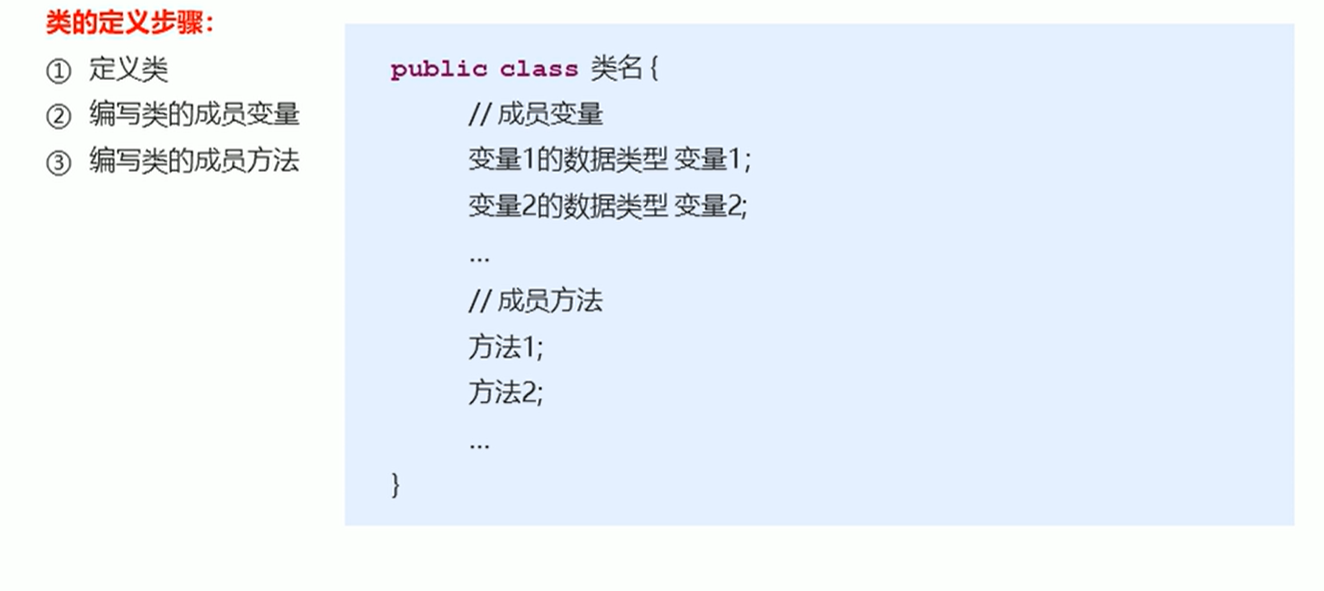 类的定义步骤：
① 定义类
② 编写类的成员变量
③ 编写类的成员方法
public class 类名 {
// 成员变量
变量1的数据类型 变量1;
变量2的数据类型 变量2;
...
// 成员方法
方法1;
方法2;
...
}